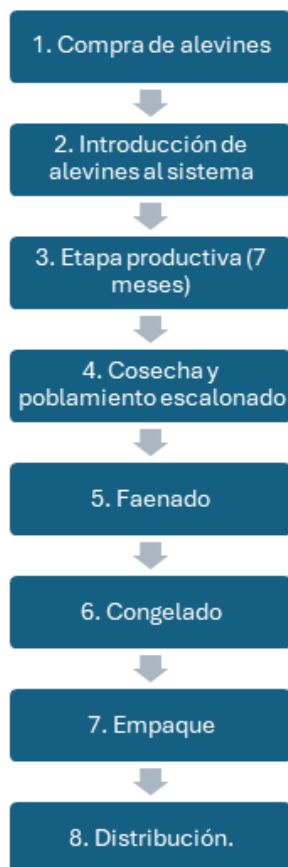 1. Compra de alevines
2. Introducción de
alevines al sistema
3. Etapa productiva (7
meses)
4. Cosecha y
poblamiento escalonado
5. Faenado
6. Congelado
7. Empaque
8. Distribución.